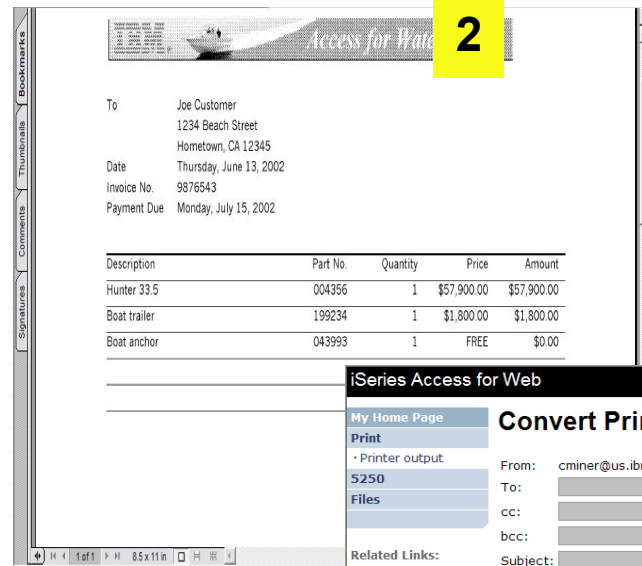 IBM
Access for Wate
2
Bookmarks
Thumbnails
Comments
Signatures
To Joe Customer
1234 Beach Street
Hometown, CA 12345
Date Thursday, June 13, 2002
Invoice No. 9876543
Payment Due Monday, July 15, 2002
Description Part No. Quantity Price Amount
Hunter 33.5 004356 1 $57,900.00 $57,900.00
Boat trailer 199234 1 $1,800.00 $1,800.00
Boat anchor 043993 1 FREE $0.00
1 of 1 8.5 x 11 in
iSeries Access for Web
My Home Page
Print
· Printer output
5250
Files
Related Links:
Convert Pri
From: cminer@us.ib
To:
cc:
bcc:
Subject: